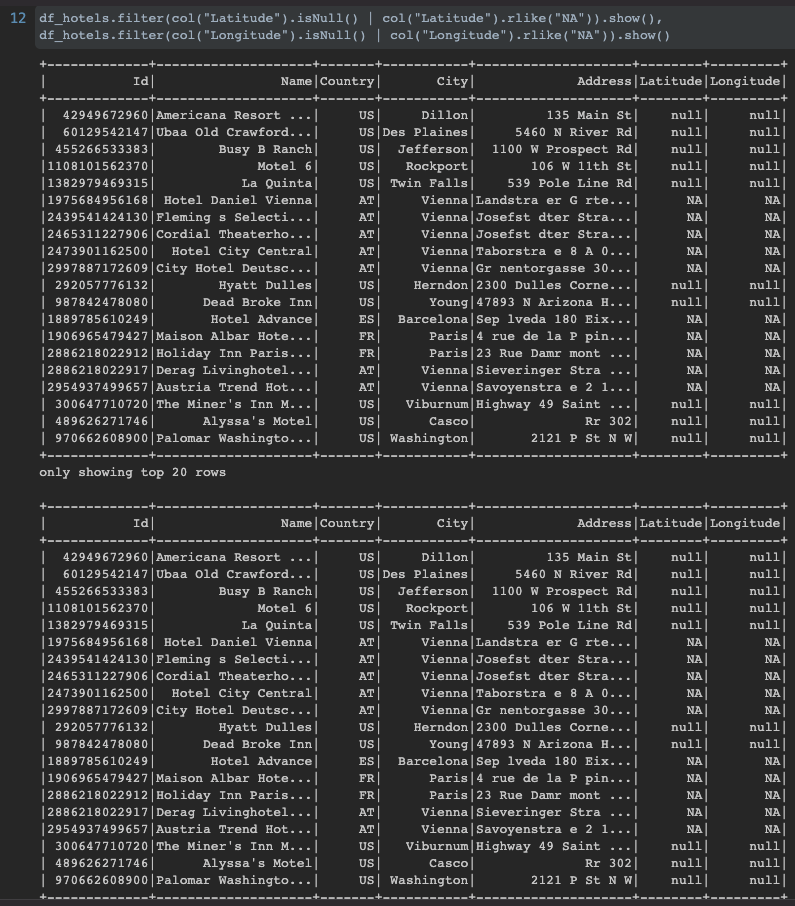 12 df_hotels.filter(col("Latitude").isNull() | col("Latitude").rlike("NA")).show(),
df_hotels.filter(col("Longitude").isNull() | col("Longitude").rlike("NA")).show()
+-------------+--------------------+-------+-----------+--------------------+--------+---------+
|           Id|                Name|Country|       City|             Address|Latitude|Longitude|
+-------------+--------------------+-------+-----------+--------------------+--------+---------+
|  42949672960|Americana Resort ...|     US|     Dillon|         135 Main St|    null|     null|
|  60129542147|Ubaa Old Crawford...|     US|Des Plaines|     5460 N River Rd|    null|     null|
| 455266533383|        Busy B Ranch|     US|  Jefferson|  1100 W Prospect Rd|    null|     null|
|1108101562370|             Motel 6|     US|   Rockport|       106 W 11th St|    null|     null|
|1382979469315|           La Quinta|     US| Twin Falls|    539 Pole Line Rd|    null|     null|
|1975684956168| Hotel Daniel Vienna|     AT|     Vienna|Landstra er G rte...|      NA|       NA|
|2439541424130|Fleming s Selecti...|     AT|     Vienna|Josefst dter Stra...|      NA|       NA|
|2465311227906|Cordial Theaterho...|     AT|     Vienna|Josefst dter Stra...|      NA|       NA|
|2473901162500|  Hotel City Central|     AT|     Vienna|Taborstra e 8 A 0...|      NA|       NA|
|2997887172609|City Hotel Deutsc...|     AT|     Vienna|Gr nentorgasse 30...|      NA|       NA|
| 292057776132|        Hyatt Dulles|     US|    Herndon|2300 Dulles Corne...|    null|     null|
| 987842478080|      Dead Broke Inn|     US|      Young|47893 N Arizona H...|    null|     null|
|1889785610249|       Hotel Advance|     ES|  Barcelona|Sep lveda 180 Eix...|      NA|       NA|
|1906965479427|Maison Albar Hote...|     FR|      Paris|4 rue de la P pin...|      NA|       NA|
|2886218022912|Holiday Inn Paris...|     FR|      Paris|23 Rue Damr mont ...|      NA|       NA|
|2886218022917|Derag Livinghotel...|     AT|     Vienna|Sieveringer Stra ...|      NA|       NA|
|2954937499657|Austria Trend Hot...|     AT|     Vienna|Savoyenstra e 2 1...|      NA|       NA|
| 300647710720|The Miner's Inn M...|     US|   Viburnum|Highway 49 Saint ...|    null|     null|
| 489626271746|      Alyssa's Motel|     US|      Casco|              Rr 302|    null|     null|
| 970662608900|Palomar Washingto...|     US| Washington|       2121 P St N W|    null|     null|
+-------------+--------------------+-------+-----------+--------------------+--------+---------+
only showing top 20 rows
+-------------+--------------------+-------+-----------+--------------------+--------+---------+
|           Id|                Name|Country|       City|             Address|Latitude|Longitude|
+-------------+--------------------+-------+-----------+--------------------+--------+---------+
|  42949672960|Americana Resort ...|     US|     Dillon|         135 Main St|    null|     null|
|  60129542147|Ubaa Old Crawford...|     US|Des Plaines|     5460 N River Rd|    null|     null|
| 455266533383|        Busy B Ranch|     US|  Jefferson|  1100 W Prospect Rd|    null|     null|
|1108101562370|             Motel 6|     US|   Rockport|       106 W 11th St|    null|     null|
|1382979469315|           La Quinta|     US| Twin Falls|    539 Pole Line Rd|    null|     null|
|1975684956168| Hotel Daniel Vienna|     AT|     Vienna|Landstra er G rte...|      NA|       NA|
|2439541424130|Fleming s Selecti...|     AT|     Vienna|Josefst dter Stra...|      NA|       NA|
|2465311227906|Cordial Theaterho...|     AT|     Vienna|Josefst dter Stra...|      NA|       NA|
|2473901162500|  Hotel City Central|     AT|     Vienna|Taborstra e 8 A 0...|      NA|       NA|
|2997887172609|City Hotel Deutsc...|     AT|     Vienna|Gr nentorgasse 30...|      NA|       NA|
| 292057776132|        Hyatt Dulles|     US|    Herndon|2300 Dulles Corne...|    null|     null|
| 987842478080|      Dead Broke Inn|     US|      Young|47893 N Arizona H...|    null|     null|
|1889785610249|       Hotel Advance|     ES|  Barcelona|Sep lveda 180 Eix...|      NA|       NA|
|1906965479427|Maison Albar Hote...|     FR|      Paris|4 rue de la P pin...|      NA|       NA|
|2886218022912|Holiday Inn Paris...|     FR|      Paris|23 Rue Damr mont ...|      NA|       NA|
|2886218022917|Derag Livinghotel...|     AT|     Vienna|Sieveringer Stra ...|      NA|       NA|
|2954937499657|Austria Trend Hot...|     AT|     Vienna|Savoyenstra e 2 1...|      NA|       NA|
| 300647710720|The Miner's Inn M...|     US|   Viburnum|Highway 49 Saint ...|    null|     null|
| 489626271746|      Alyssa's Motel|     US|      Casco|              Rr 302|    null|     null|
| 970662608900|Palomar Washingto...|     US| Washington|       2121 P St N W|    null|     null|
+-------------+--------------------+-------+-----------+--------------------+--------+---------+